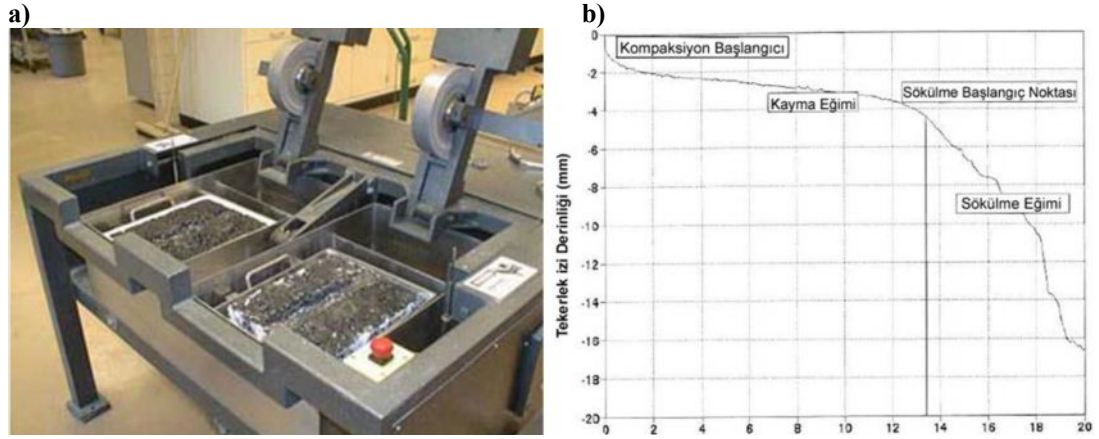 a)
b)
0
-2
-4
-6
-8
-10
-12
-14
-16
-18
-20
Tekerlek izi Derinliği (mm)
Kompaksiyon Başlangıcı
Kayma Eğimi
Sökülme Başlangıç Noktası
Sökülme Eğimi
0 2 4 6 8 10 12 14 16 18 20